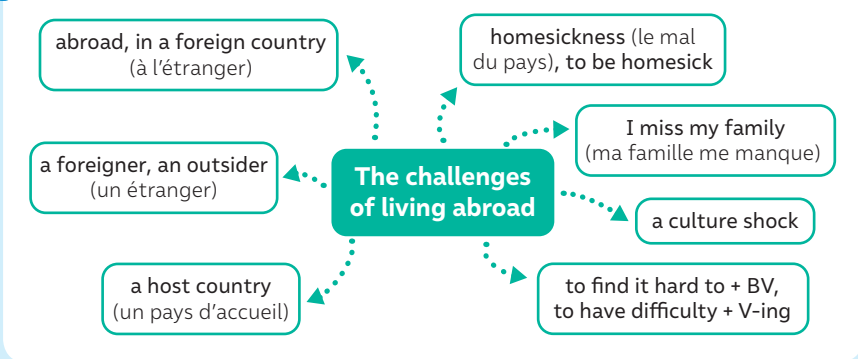 abroad, in a foreign country
(à l’étranger)
homesickness (le mal
du pays), to be homesick
I miss my family
(ma famille me manque)
a foreigner, an outsider
(un étranger)
The challenges
of living abroad
a culture shock
a host country
(un pays d’accueil)
to find it hard to + BV,
to have difficulty + V-ing